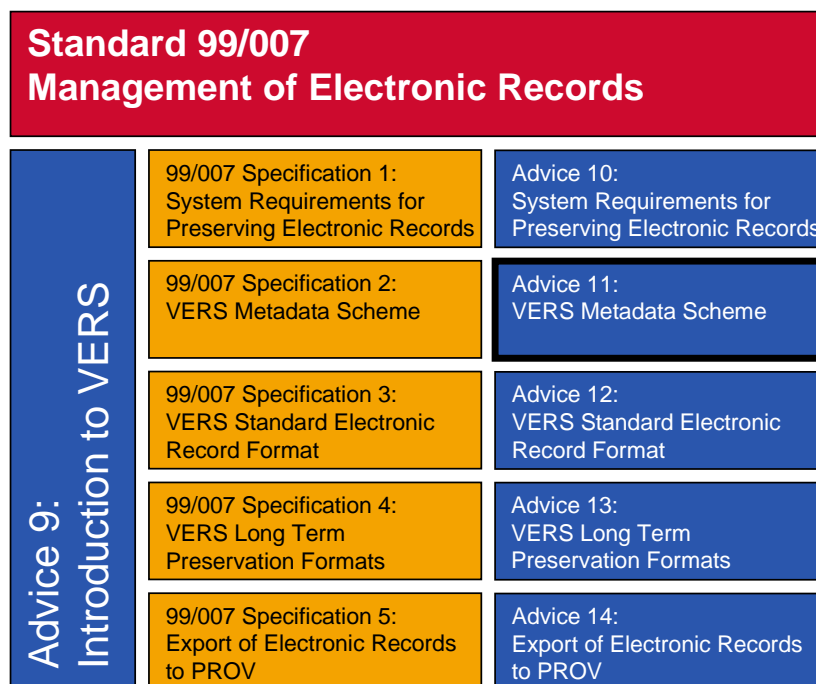 Standard 99/007
Management of Electronic Records
Advice 9:
Introduction to VERS
99/007 Specification 1:
System Requirements for
Preserving Electronic Records
Advice 10:
System Requirements for
Preserving Electronic Records
99/007 Specification 2:
VERS Metadata Scheme
Advice 11:
VERS Metadata Scheme
99/007 Specification 3:
VERS Standard Electronic
Record Format
Advice 12:
VERS Standard Electronic
Record Format
99/007 Specification 4:
VERS Long Term
Preservation Formats
Advice 13:
VERS Long Term
Preservation Formats
99/007 Specification 5:
Export of Electronic Records
to PROV
Advice 14:
Export of Electronic Records
to PROV